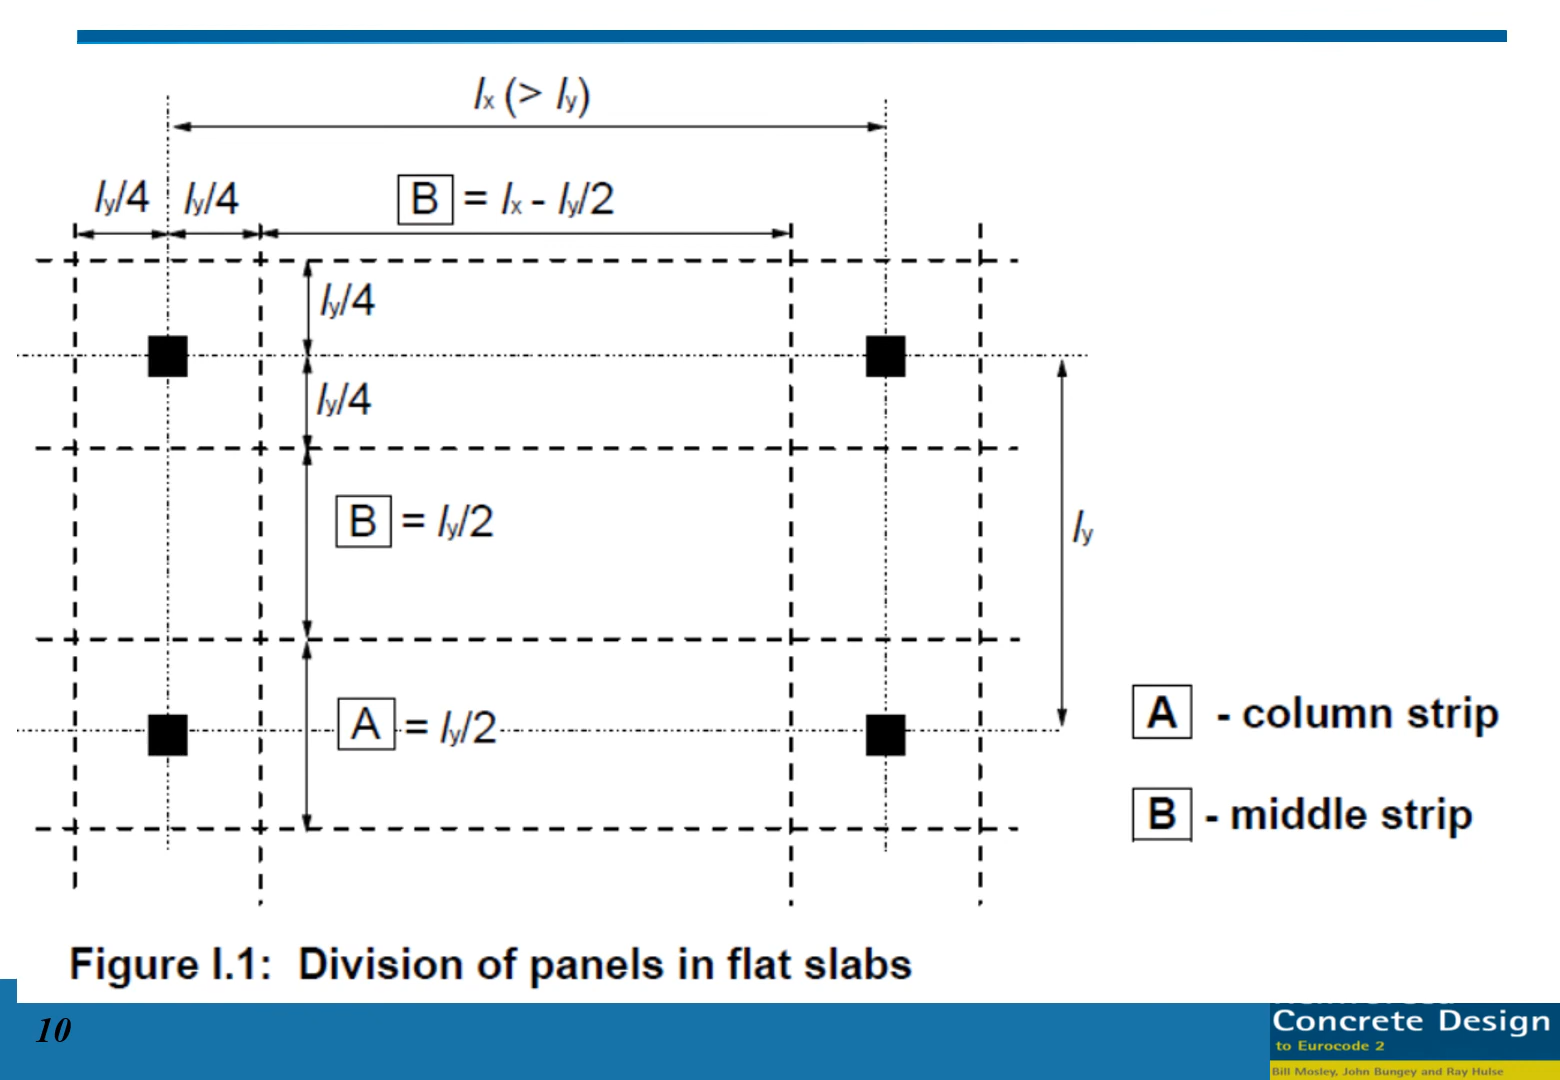 lx (> ly)
ly/4 ly/4 B = lx - ly/2
ly/4
ly/4
B = ly/2
ly
A = ly/2
A - column strip
B - middle strip
Figure I.1: Division of panels in flat slabs
10
Concrete Design
to Eurocode 2
Bill Mosley, John Bungey and Ray Hulse